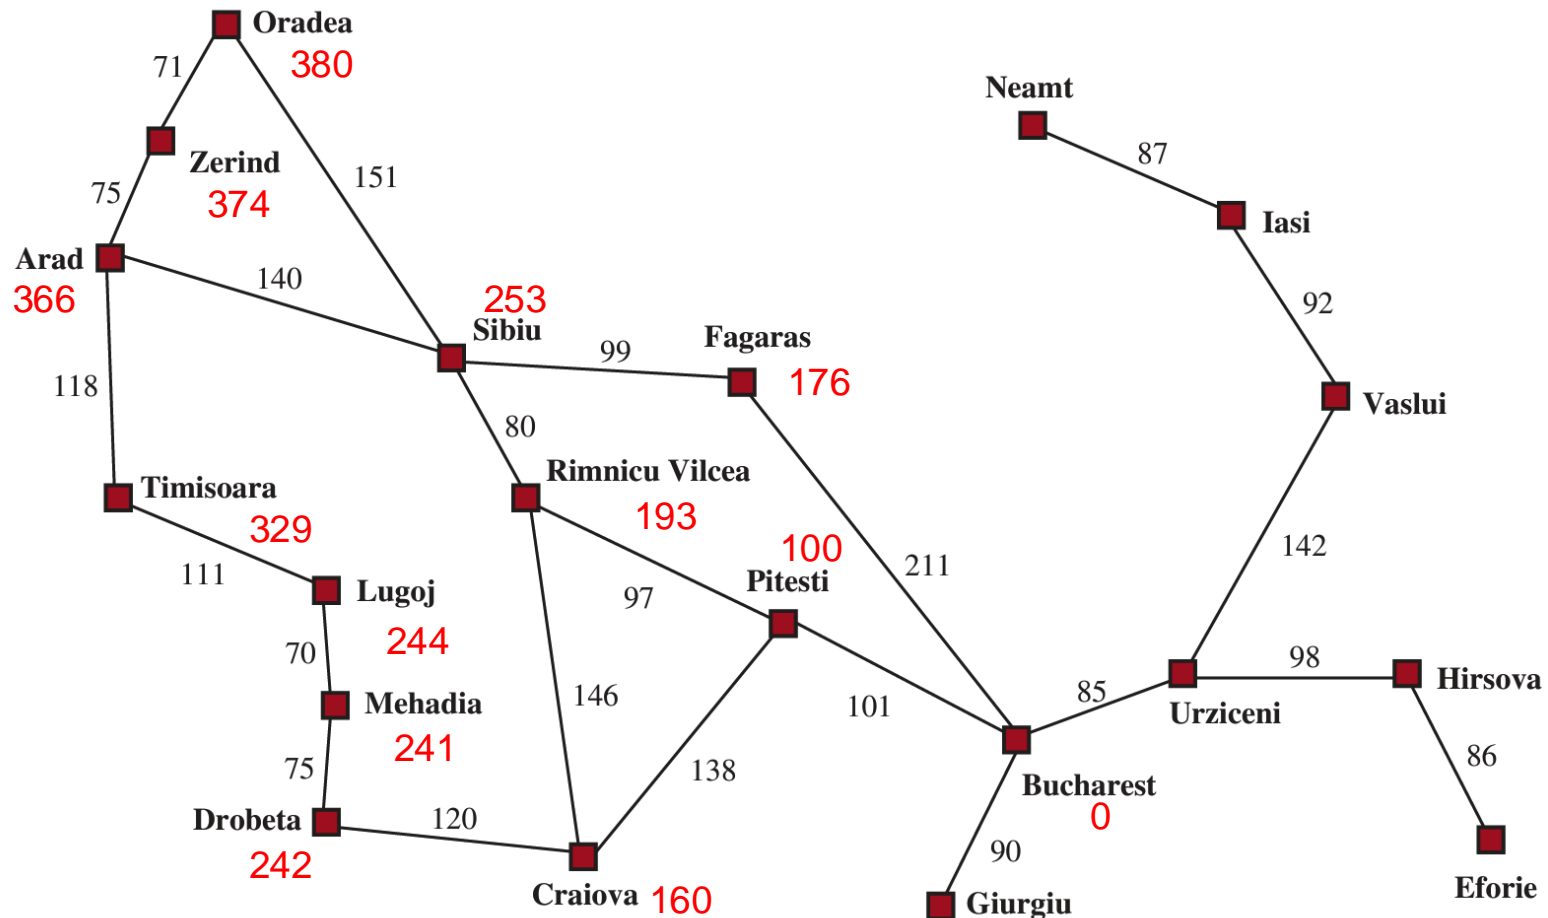 Oradea
380
71
Neamt
87
Zerind
374
151
75
Iasi
Arad
366
140
253
Sibiu
92
99
Fagaras
176
118
Vaslui
80
Rimnicu Vilcea
193
Timisoara
329
100
Pitesti
211
142
111
Lugoj
244
97
70
98
Hirsova
Mehadia
241
146
101
85
Urziceni
75
138
86
Bucharest
0
Drobeta
242
120
90
Craiova
160
Giurgiu
Eforie